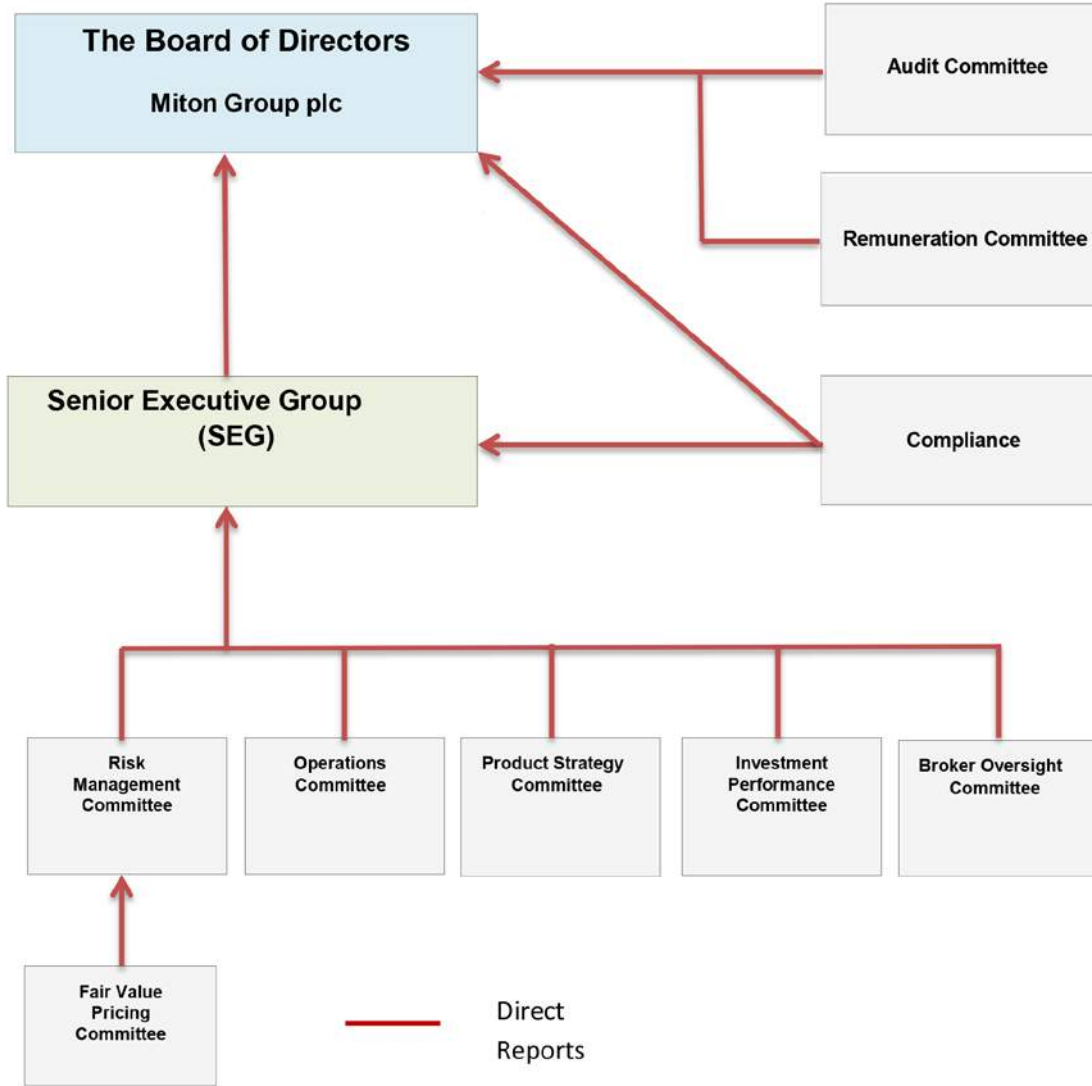 The Board of Directors
Miton Group plc
Audit Committee
Remuneration Committee
Senior Executive Group
(SEG)
Compliance
Risk
Management
Committee
Operations
Committee
Product Strategy
Committee
Investment
Performance
Committee
Broker Oversight
Committee
Fair Value
Pricing
Committee
Direct
Reports